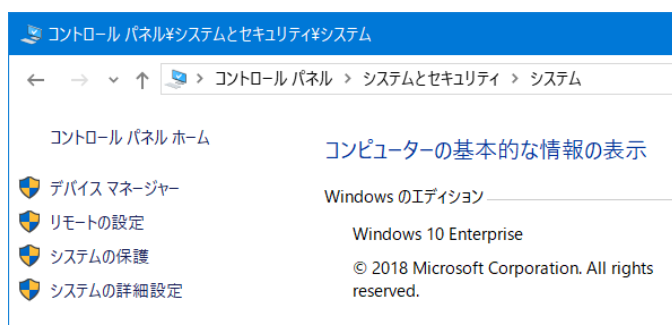 コントロール パネル¥システムとセキュリティ¥システム
コントロール パネル > システムとセキュリティ > システム
コントロール パネル ホーム
デバイス マネージャー
リモートの設定
システムの保護
システムの詳細設定
コンピューターの基本的な情報の表示
Windows のエディション
Windows 10 Enterprise
© 2018 Microsoft Corporation. All rights
reserved.